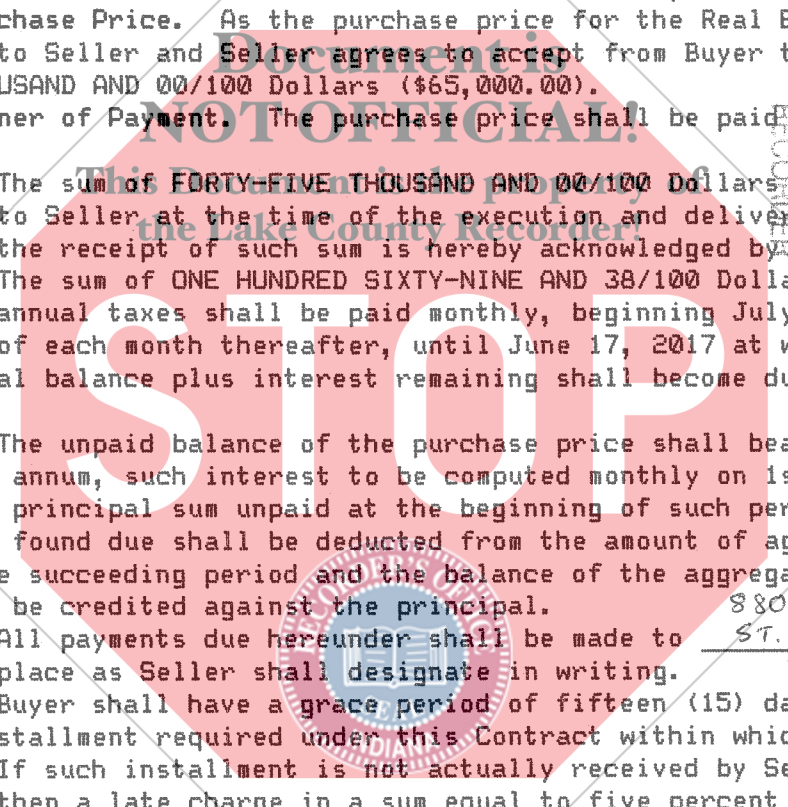 chase Price. As the purchase price for the Real E
to Seller and Seller agrees to accept from Buyer t
USAND AND 00/100 Dollars ($65,000.00).
ner of Payment. The purchase price shall be paid
The sum of FORTY-FIVE THOUSAND AND 00/100 Dollars
to Seller at the time of the execution and deliver
the receipt of such sum is hereby acknowledged by
The sum of ONE HUNDRED SIXTY-NINE AND 38/100 Dolla
annual taxes shall be paid monthly, beginning July
of each month thereafter, until June 17, 2017 at w
al balance plus interest remaining shall become du
The unpaid balance of the purchase price shall bea
annum, such interest to be computed monthly on 1s
principal sum unpaid at the beginning of such per
found due shall be deducted from the amount of ag
e succeeding period and the balance of the aggrega
be credited against the principal. 880
All payments due hereunder shall be made to ST.
place as Seller shall designate in writing.
Buyer shall have a grace period of fifteen (15) da
stallment required under this Contract within whic
If such installment is not actually received by Se
then a late charge in a sum equal to five percent
Document is
NOT OFFICIAL!
This Document is the property of
the Lake County Recorder!
STOP
RECORDER'S OFFICE
INDIANA